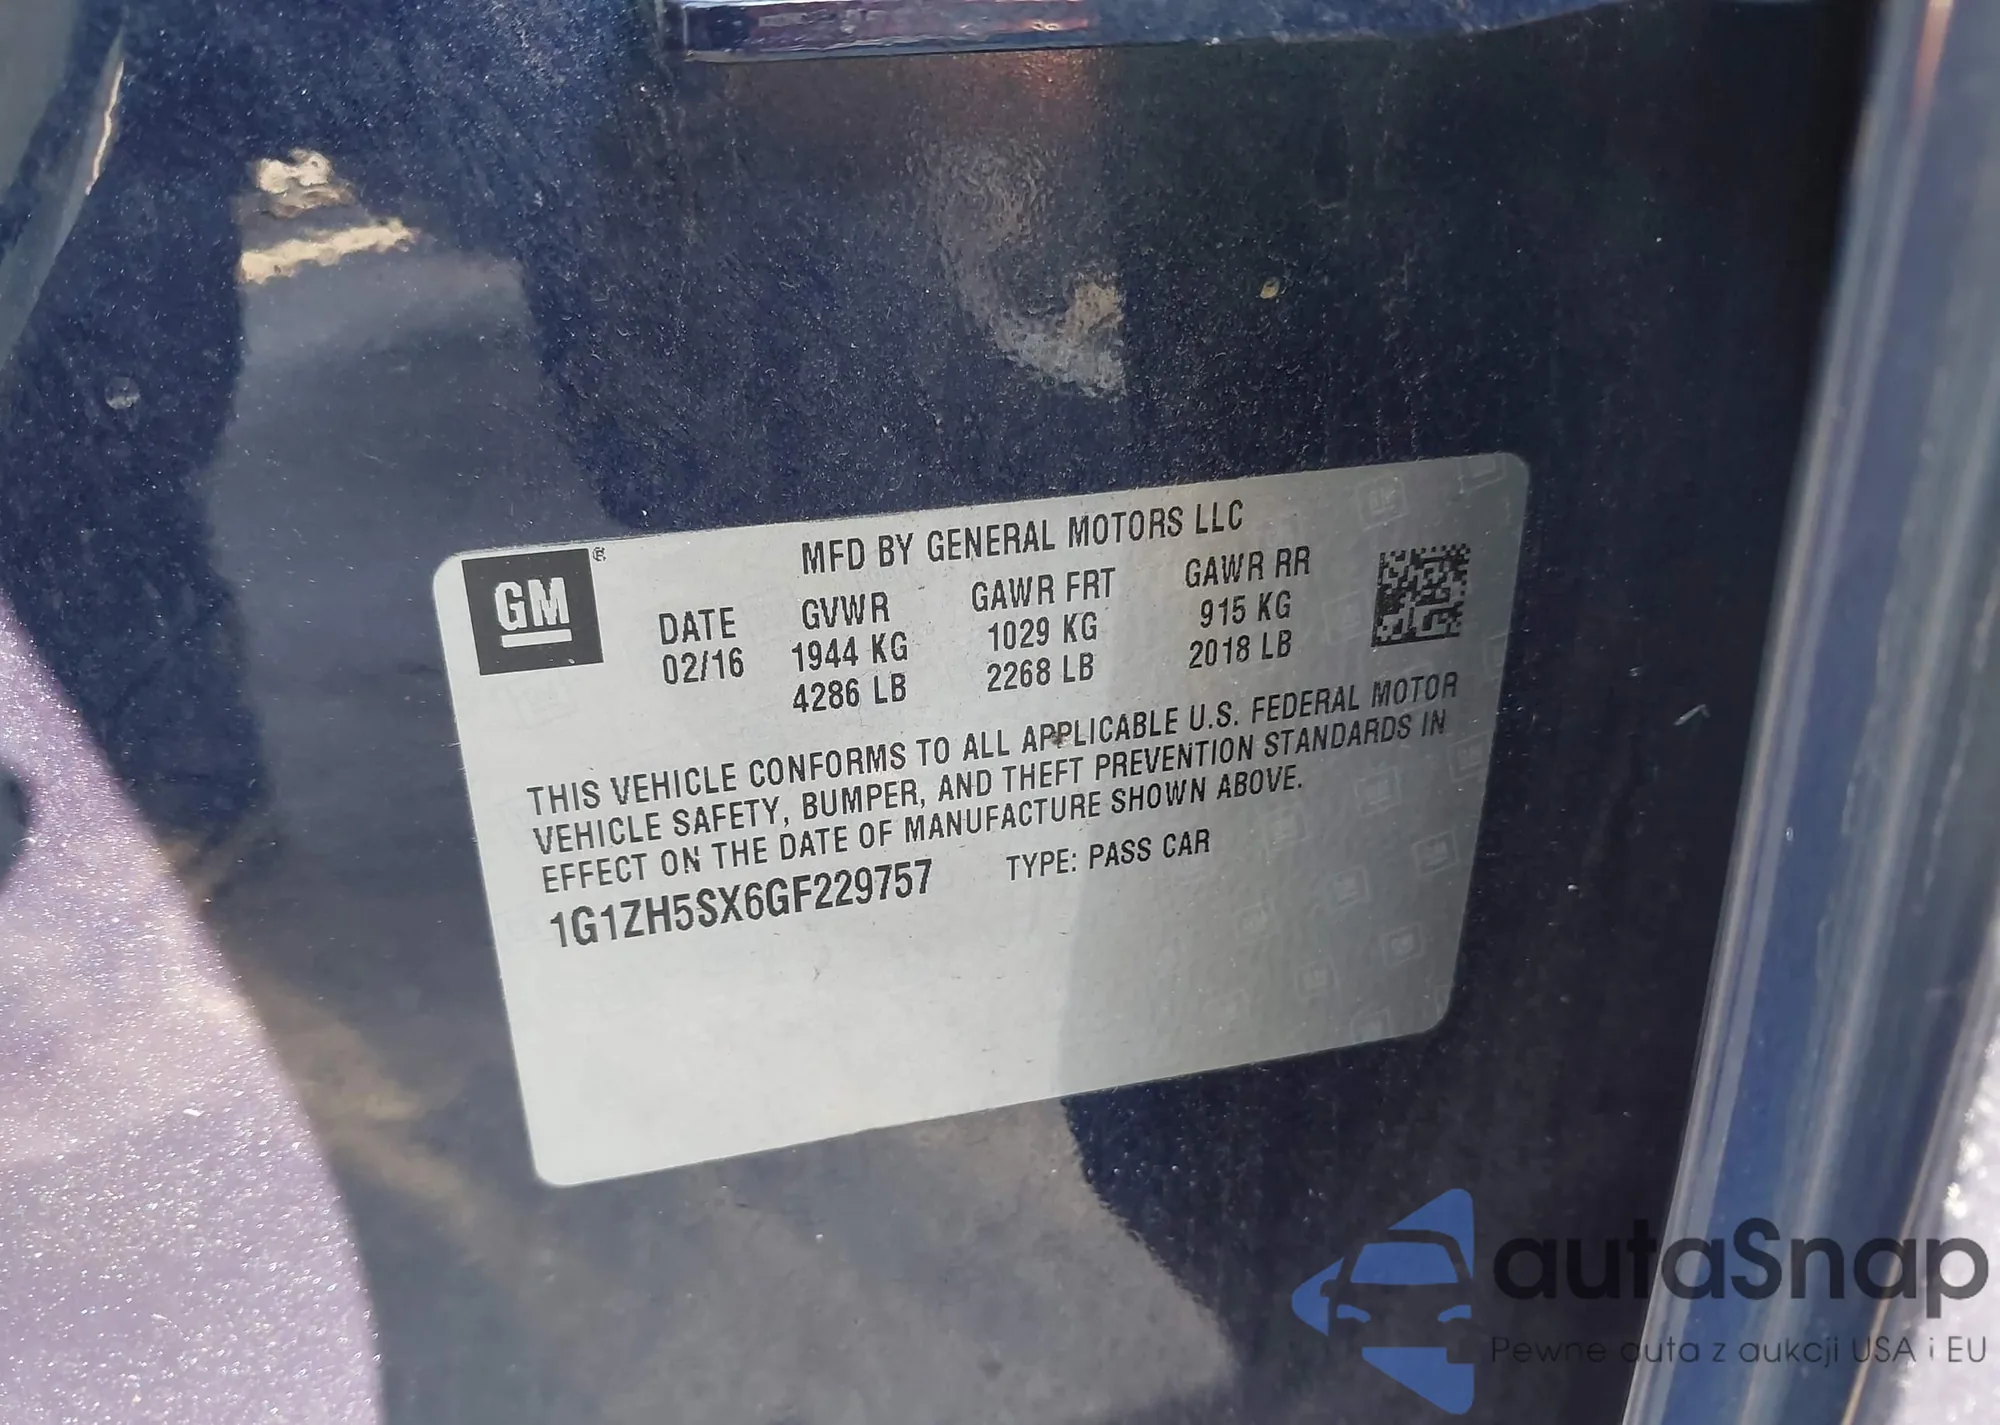 GM ®
MFD BY GENERAL MOTORS LLC
DATE GVWR GAWR FRT GAWR RR
02/16 1944 KG 1029 KG 915 KG
4286 LB 2268 LB 2018 LB
THIS VEHICLE CONFORMS TO ALL APPLICABLE U.S. FEDERAL MOTOR
VEHICLE SAFETY, BUMPER, AND THEFT PREVENTION STANDARDS IN
EFFECT ON THE DATE OF MANUFACTURE SHOWN ABOVE.
1G1ZH5SX6GF229757 TYPE: PASS CAR
autaSnap
Pewne auta z aukcji USA i EU